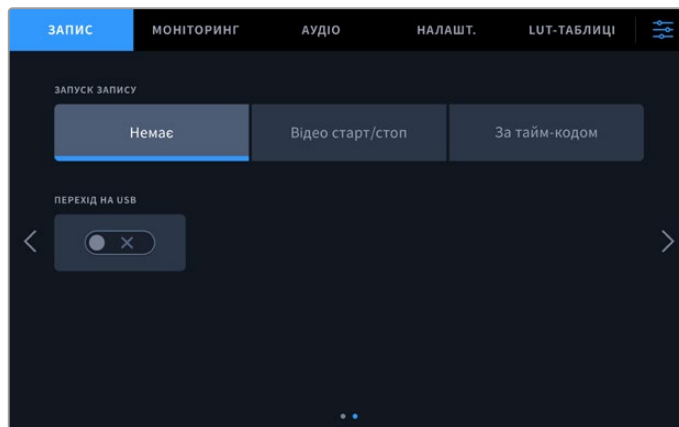 ЗАПИС МОНІТОРИНГ АУДІО НАЛАШТ. LUT-ТАБЛИЦІ
ЗАПУСК ЗАПИСУ
Немає Відео старт/стоп За тайм-кодом
ПЕРЕХІД НА USB